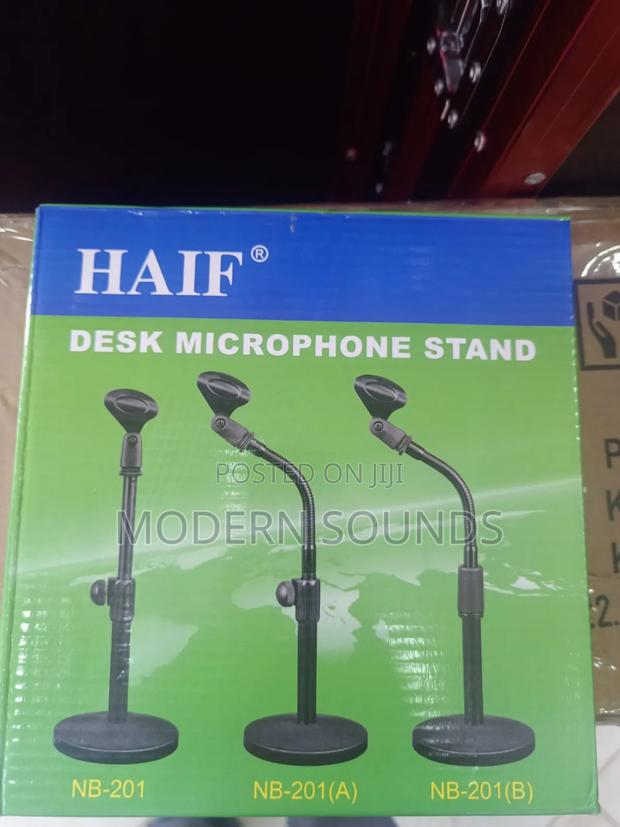 HAIF®
DESK MICROPHONE STAND
POSTED ON JIJI
MODERN SOUNDS
NB-201
NB-201(A)
NB-201(B)